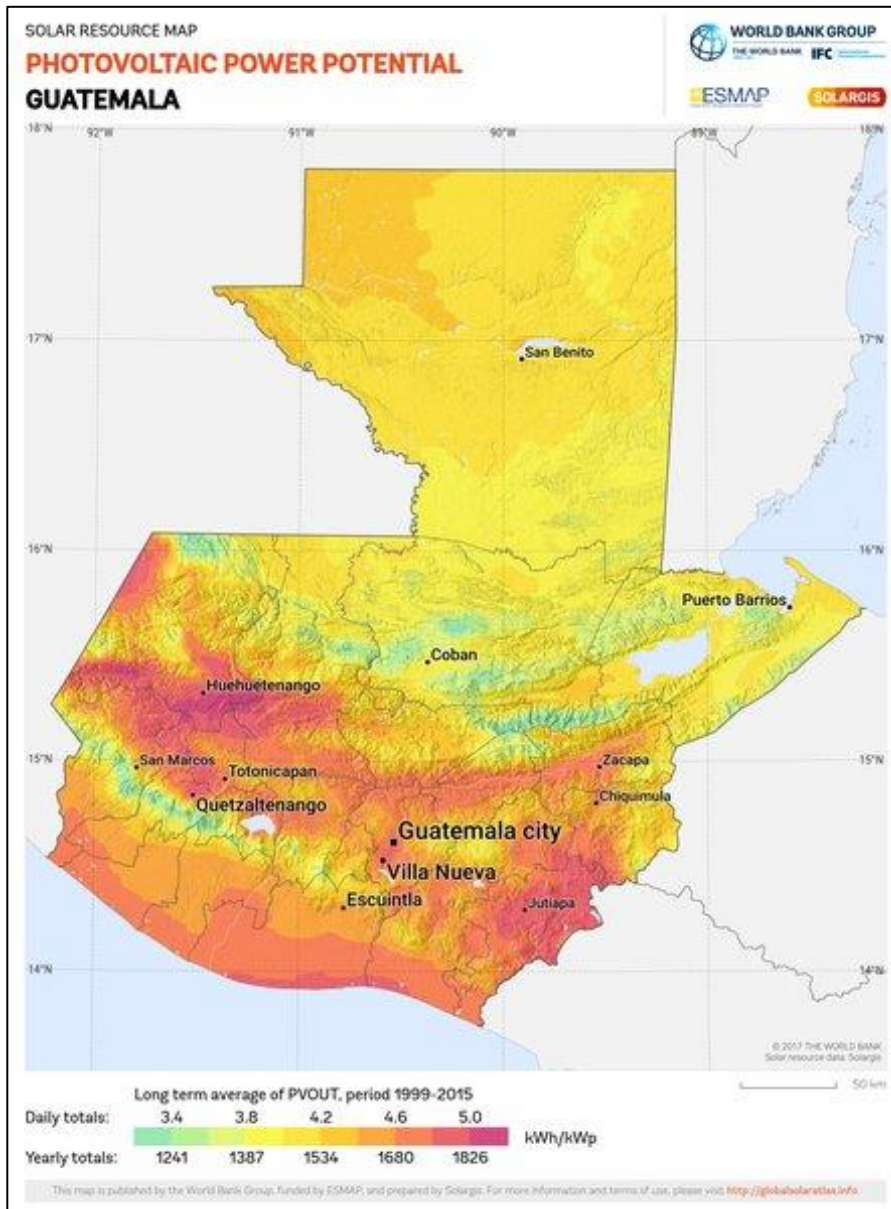 SOLAR RESOURCE MAP
PHOTOVOLTAIC POWER POTENTIAL
GUATEMALA
WORLD BANK GROUP
THE WORLD BANK IFC
ESMAP SOLARGIS
18°N 92°W 91°W 90°W 89°W 18°N
17°N San Benito 17°N
16°N 16°N
Puerto Barrios
Coban
Huehuetenango
15°N San Marcos Totonicapan Zacapa 15°N
Quetzaltenango Chiquimula
Guatemala city
Villa Nueva
Escuintla Jutiapa
14°N 14°N
© 2017 THE WORLD BANK
Solar resource data: Solargis
50 km
Long term average of PVOUT, period 1999-2015
Daily totals: 3.4 3.8 4.2 4.6 5.0
kWh/kWp
Yearly totals: 1241 1387 1534 1680 1826
This map is published by the World Bank Group, funded by ESMAP, and prepared by Solargis. For more information and terms of use, please visit http://globalsolaratlas.info